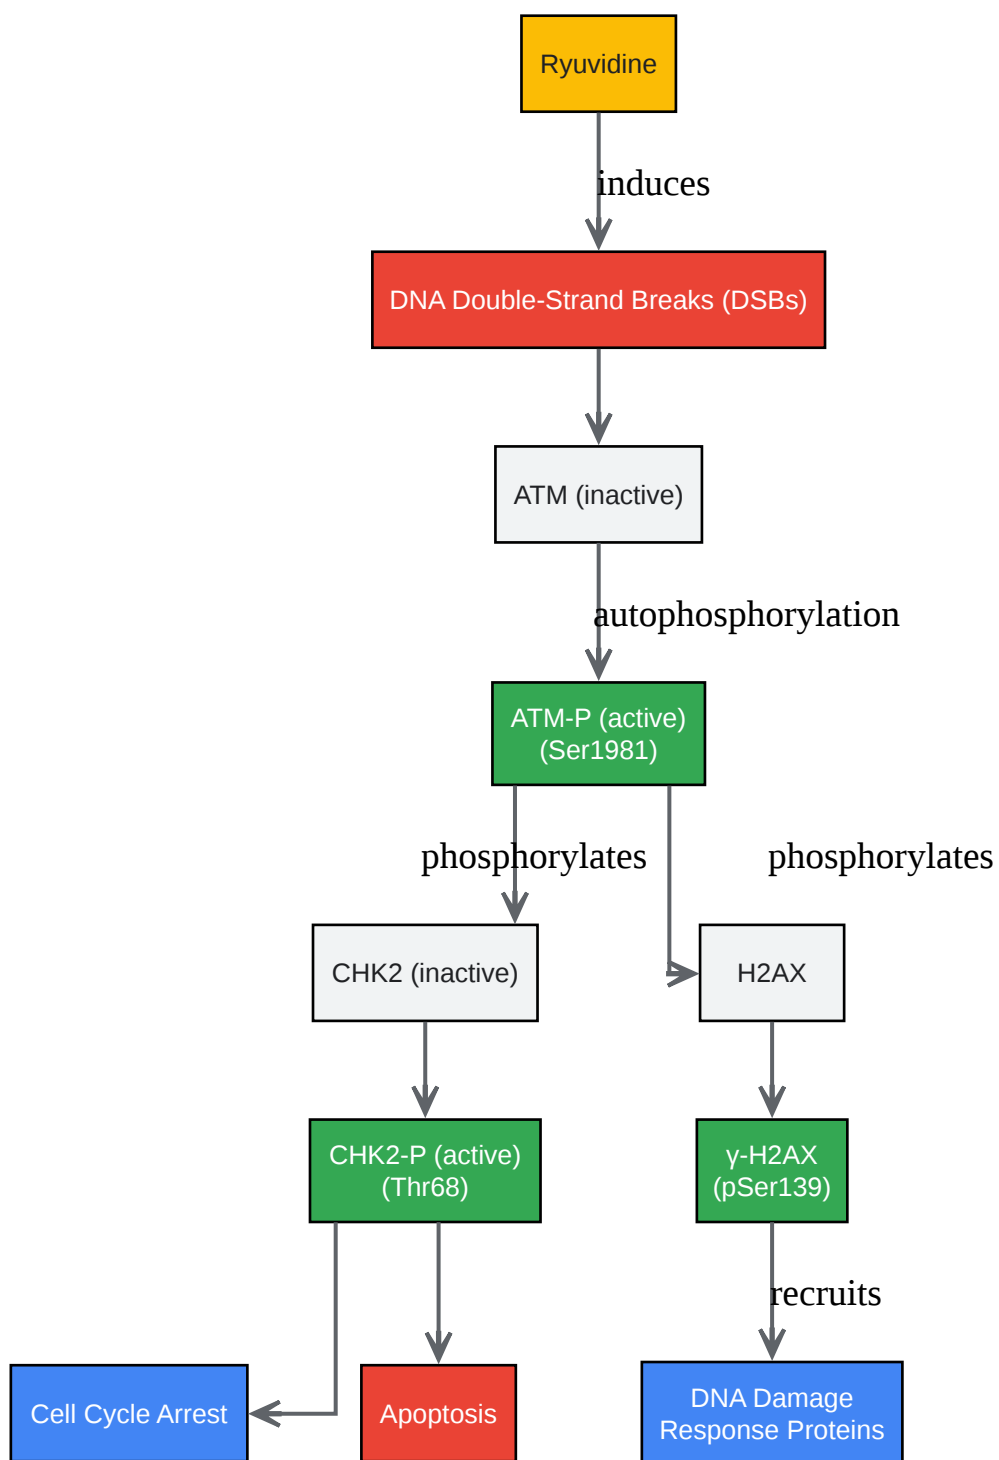 Ryuvidine
induces
DNA Double-Strand Breaks (DSBs)
ATM (inactive)
autophosphorylation
ATM-P (active)
(Ser1981)
phosphorylates
phosphorylates
CHK2 (inactive)
H2AX
CHK2-P (active)
(Thr68)
γ-H2AX
(pSer139)
recruits
Cell Cycle Arrest
Apoptosis
DNA Damage
Response Proteins